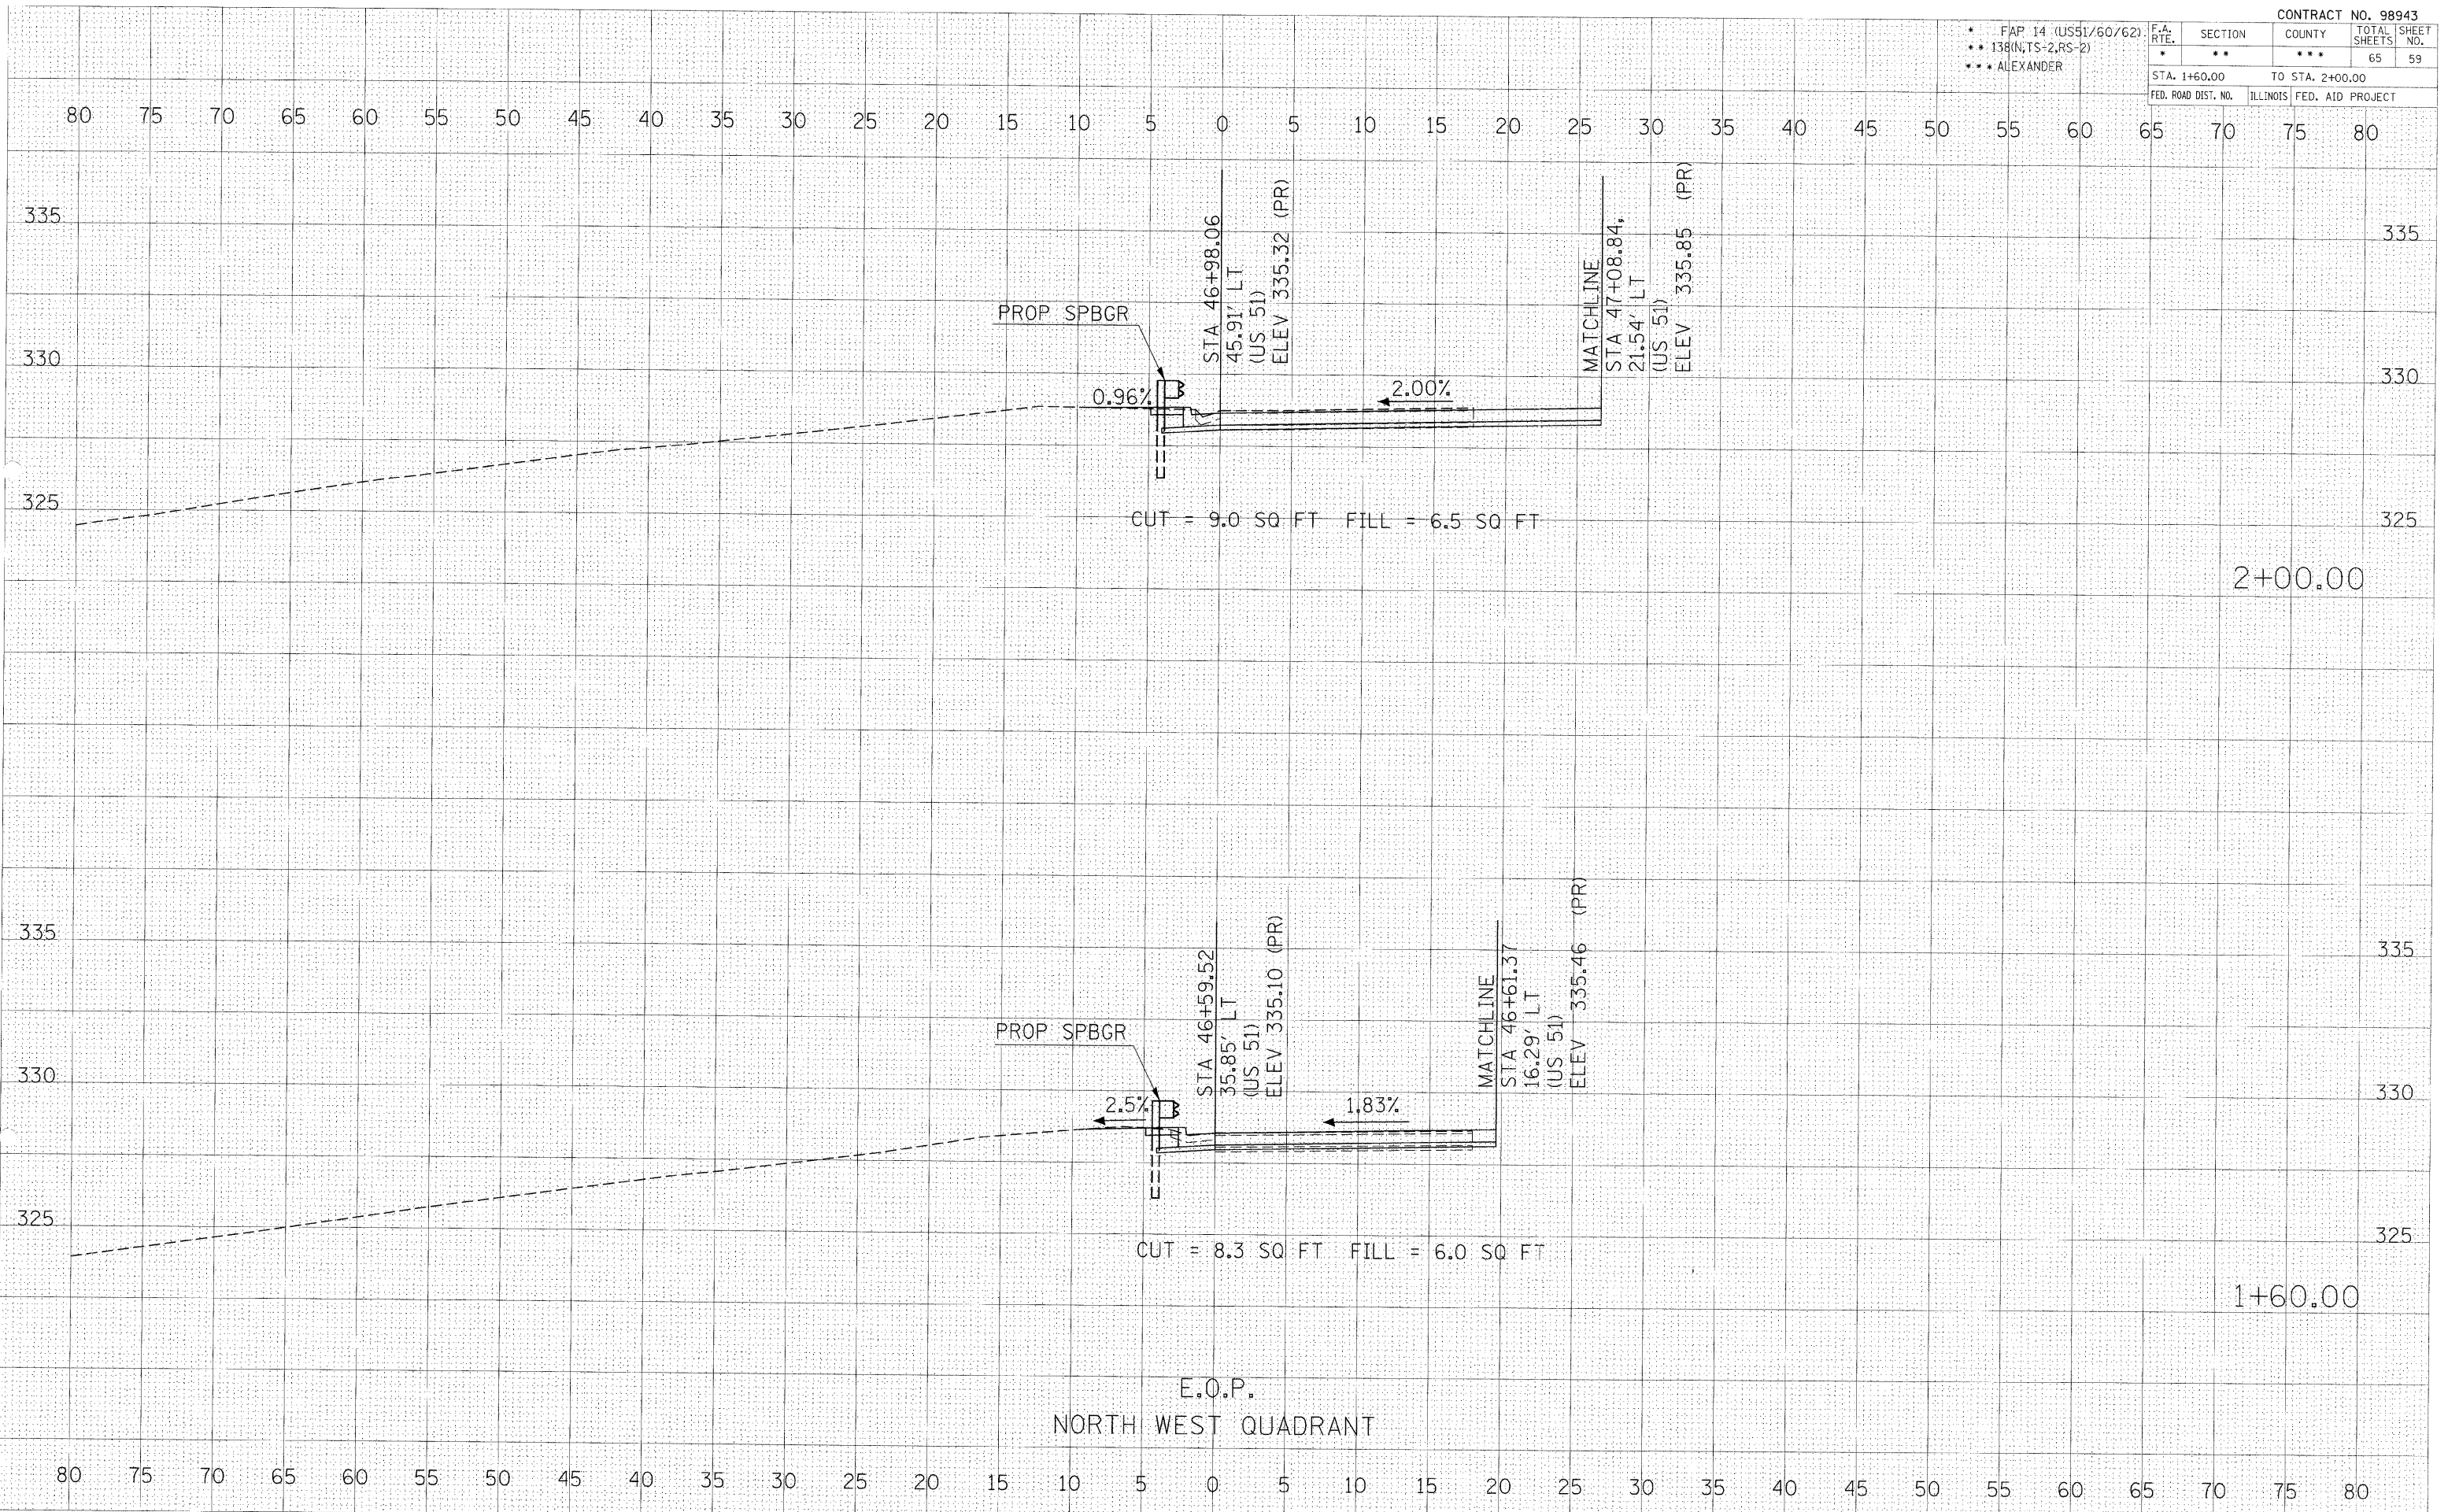 CONTRACT NO. 98943
* FAP 14 (US51/60/62)
** 138(N,TS-2,RS-2)
*** ALEXANDER
F.A. RTE. SECTION COUNTY TOTAL SHEETS SHEET NO.
* ** *** 65 59
STA. 1+60.00 TO STA. 2+00.00
FED. ROAD DIST. NO. ILLINOIS FED. AID PROJECT
80 75 70 65 60 55 50 45 40 35 30 25 20 15 10 5 0 5 10 15 20 25 30 35 40 45 50 55 60 65 70 75 80
335 335
330 330
325 325
PROP SPBGR
STA 46+98.06
45.91' LT
(US 51)
ELEV 335.32 (PR)
MATCHLINE
STA 47+08.84,
21.54' LT
(US 51)
ELEV 335.85 (PR)
0.96%
2.00%
CUT = 9.0 SQ FT FILL = 6.5 SQ FT
2+00.00
335 335
330 330
325 325
PROP SPBGR
STA 46+59.52
35.85' LT
(US 51)
ELEV 335.10 (PR)
MATCHLINE
STA 46+61.37
16.29' LT
(US 51)
ELEV 335.46 (PR)
2.5%
1.83%
CUT = 8.3 SQ FT FILL = 6.0 SQ FT
1+60.00
E.O.P.
NORTH WEST QUADRANT
80 75 70 65 60 55 50 45 40 35 30 25 20 15 10 5 0 5 10 15 20 25 30 35 40 45 50 55 60 65 70 75 80